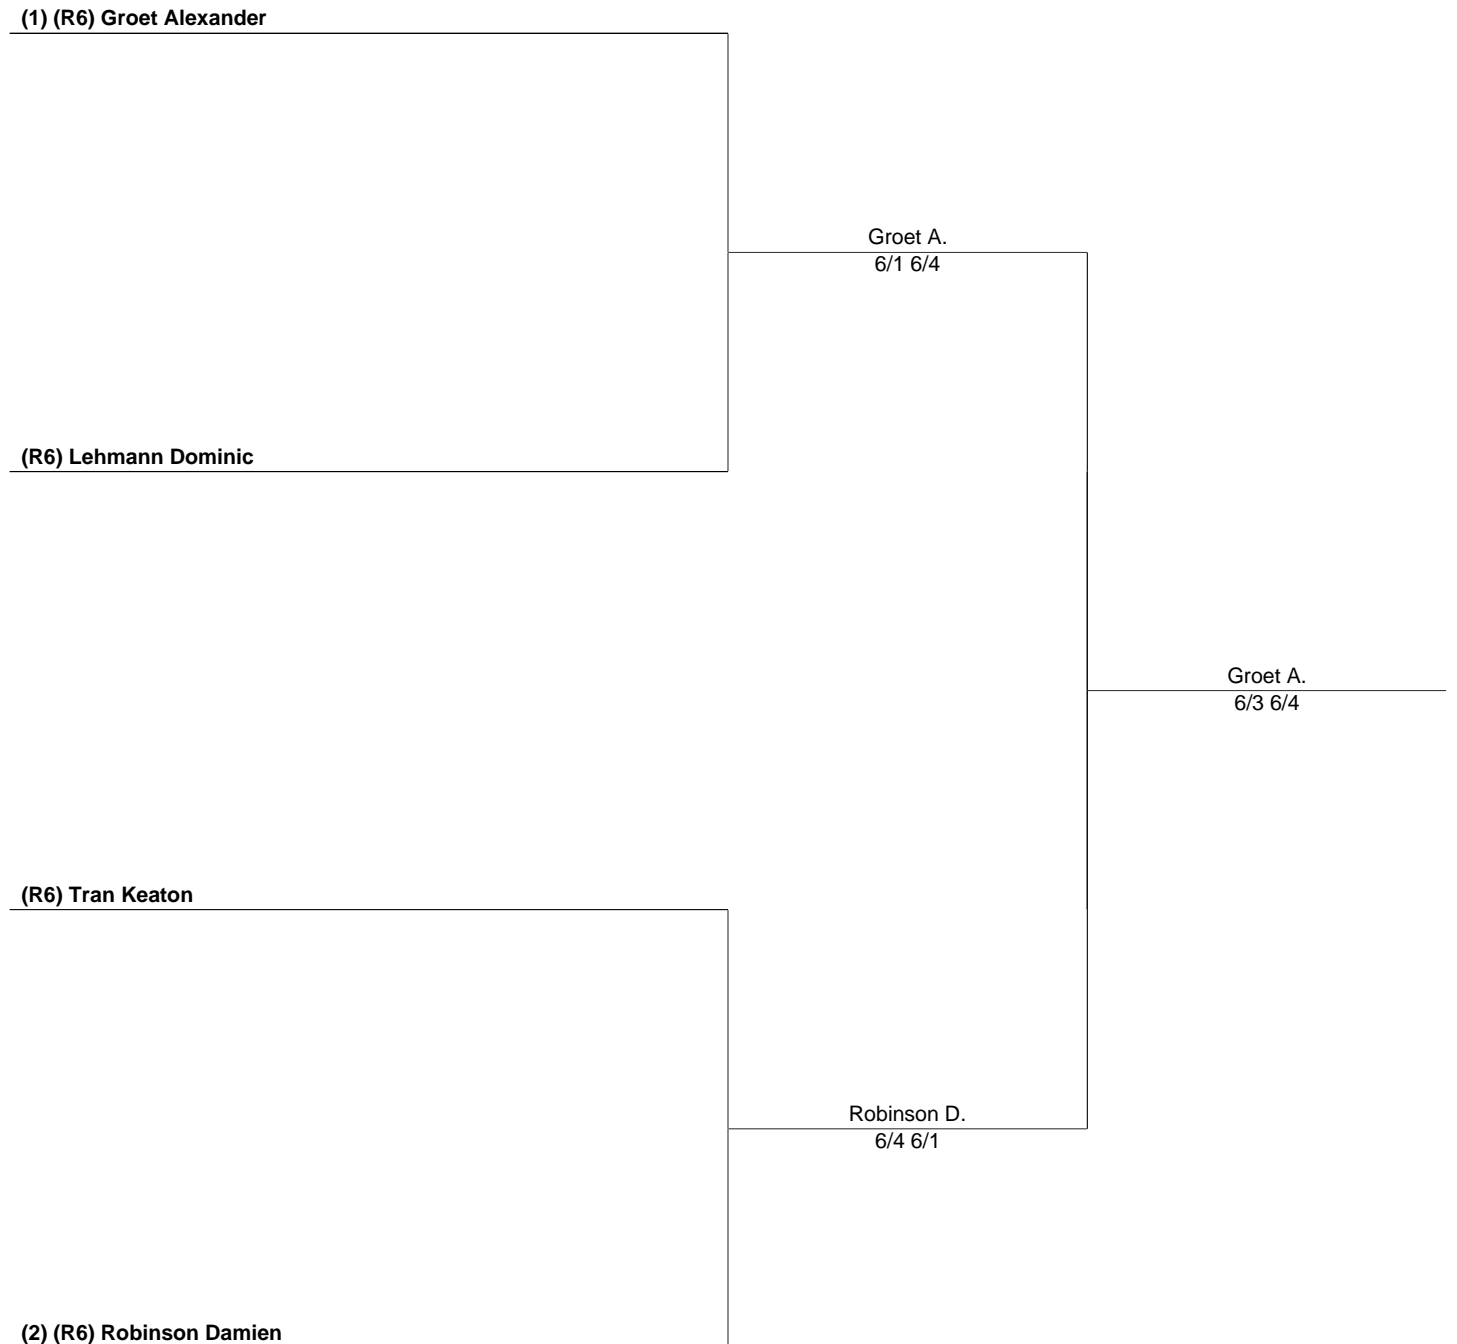 (1) (R6) Groet Alexander
Groet A.
6/1 6/4
(R6) Lehmann Dominic
Groet A.
6/3 6/4
(R6) Tran Keaton
Robinson D.
6/4 6/1
(2) (R6) Robinson Damien